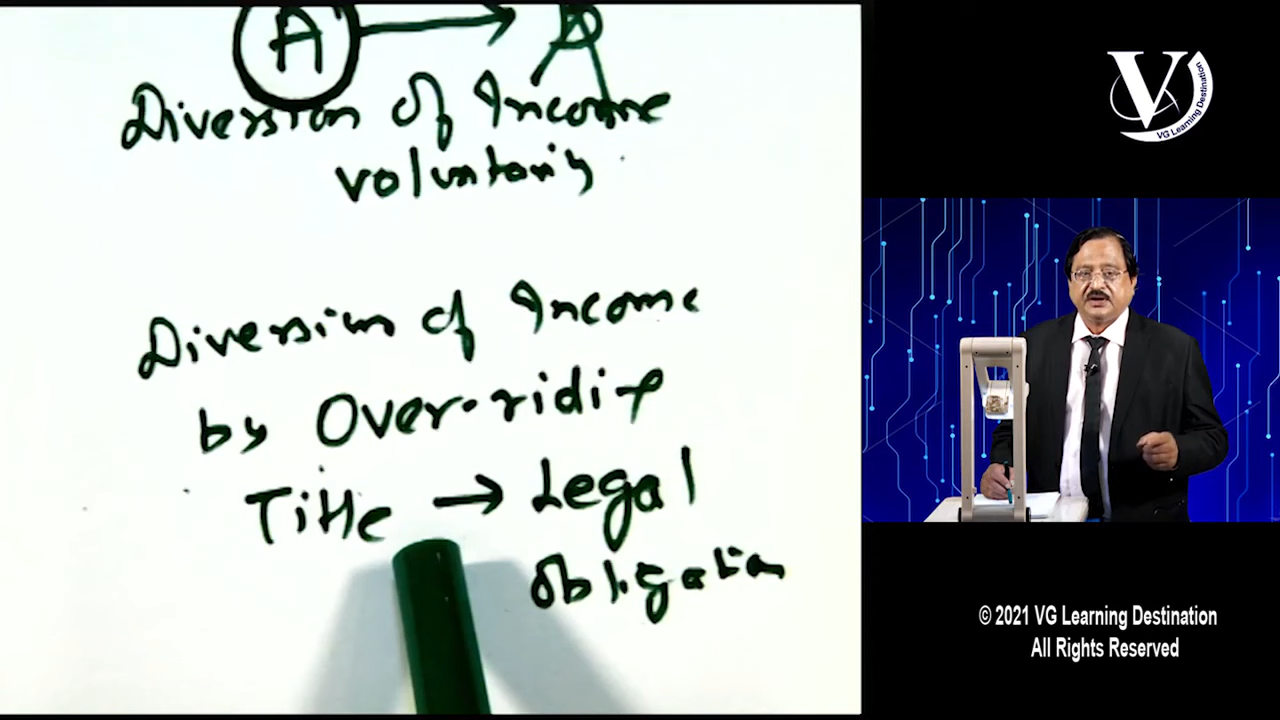 A
Diversion of Income
voluntarily
Diversion of Income
by Over-riding
Title → Legal
obligation
V
VG Learning Destination
© 2021 VG Learning Destination
All Rights Reserved